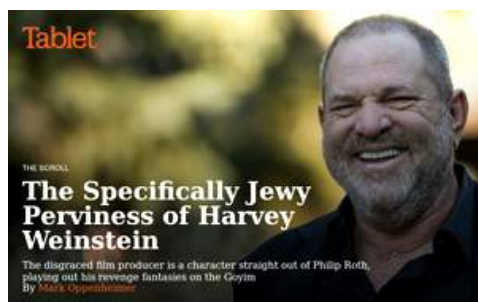 Tablet
THE SCROLL
The Specifically Jewy
Perviness of Harvey
Weinstein
The disgraced film producer is a character straight out of Philip Roth,
playing out his revenge fantasies on the Goyim
By Mark Oppenheimer